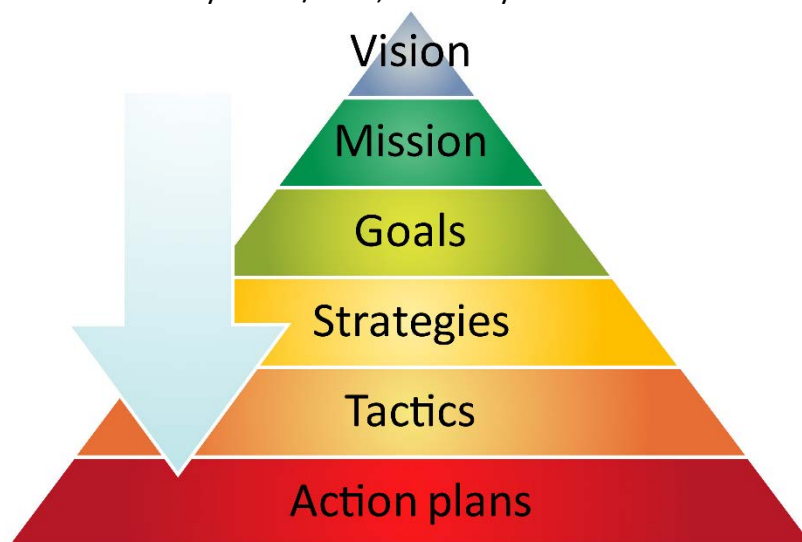 Vision
Mission
Goals
Strategies
Tactics
Action plans